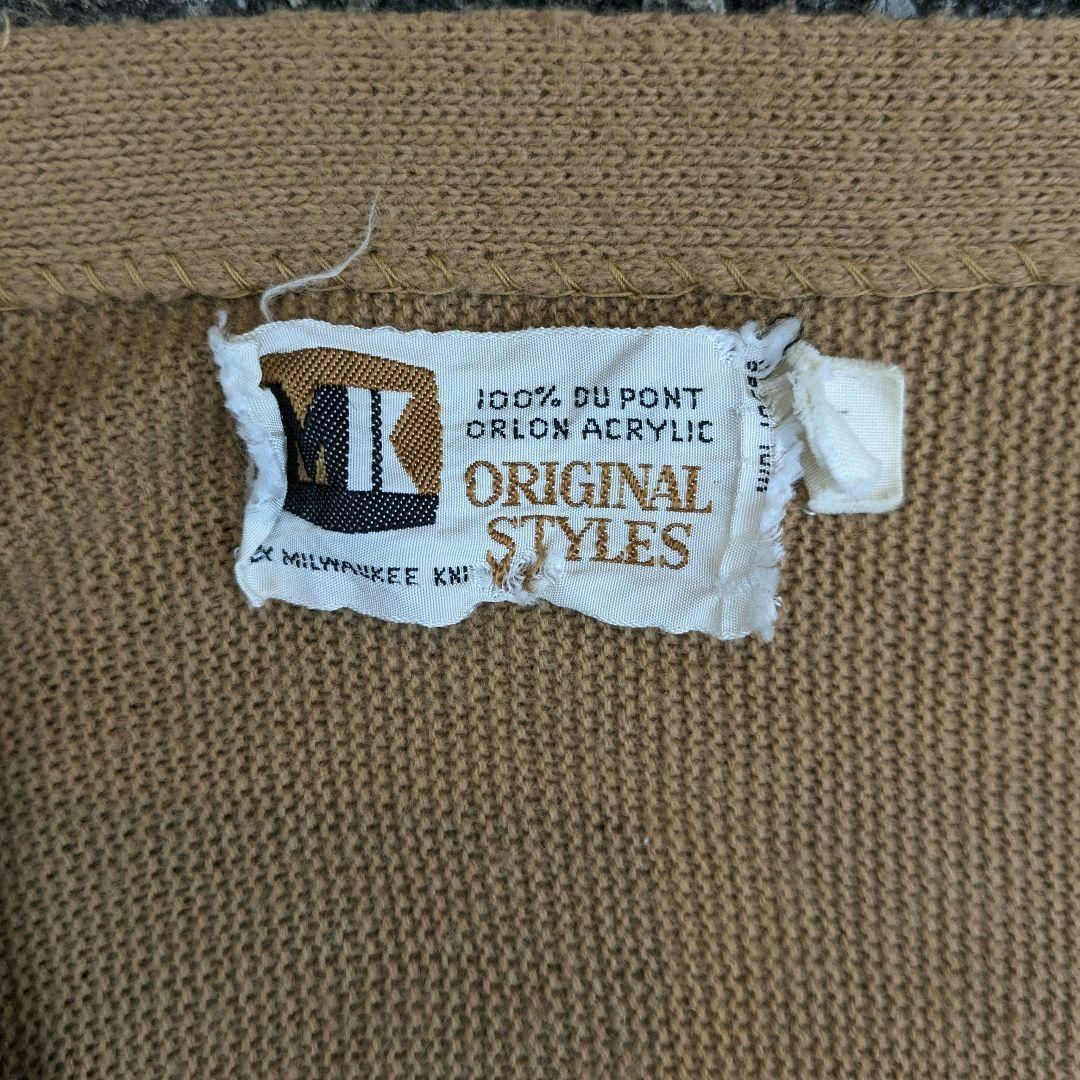 MK
100% DU PONT
ORLON ACRYLIC
ORIGINAL
STYLES
MILWAUKEE KNI